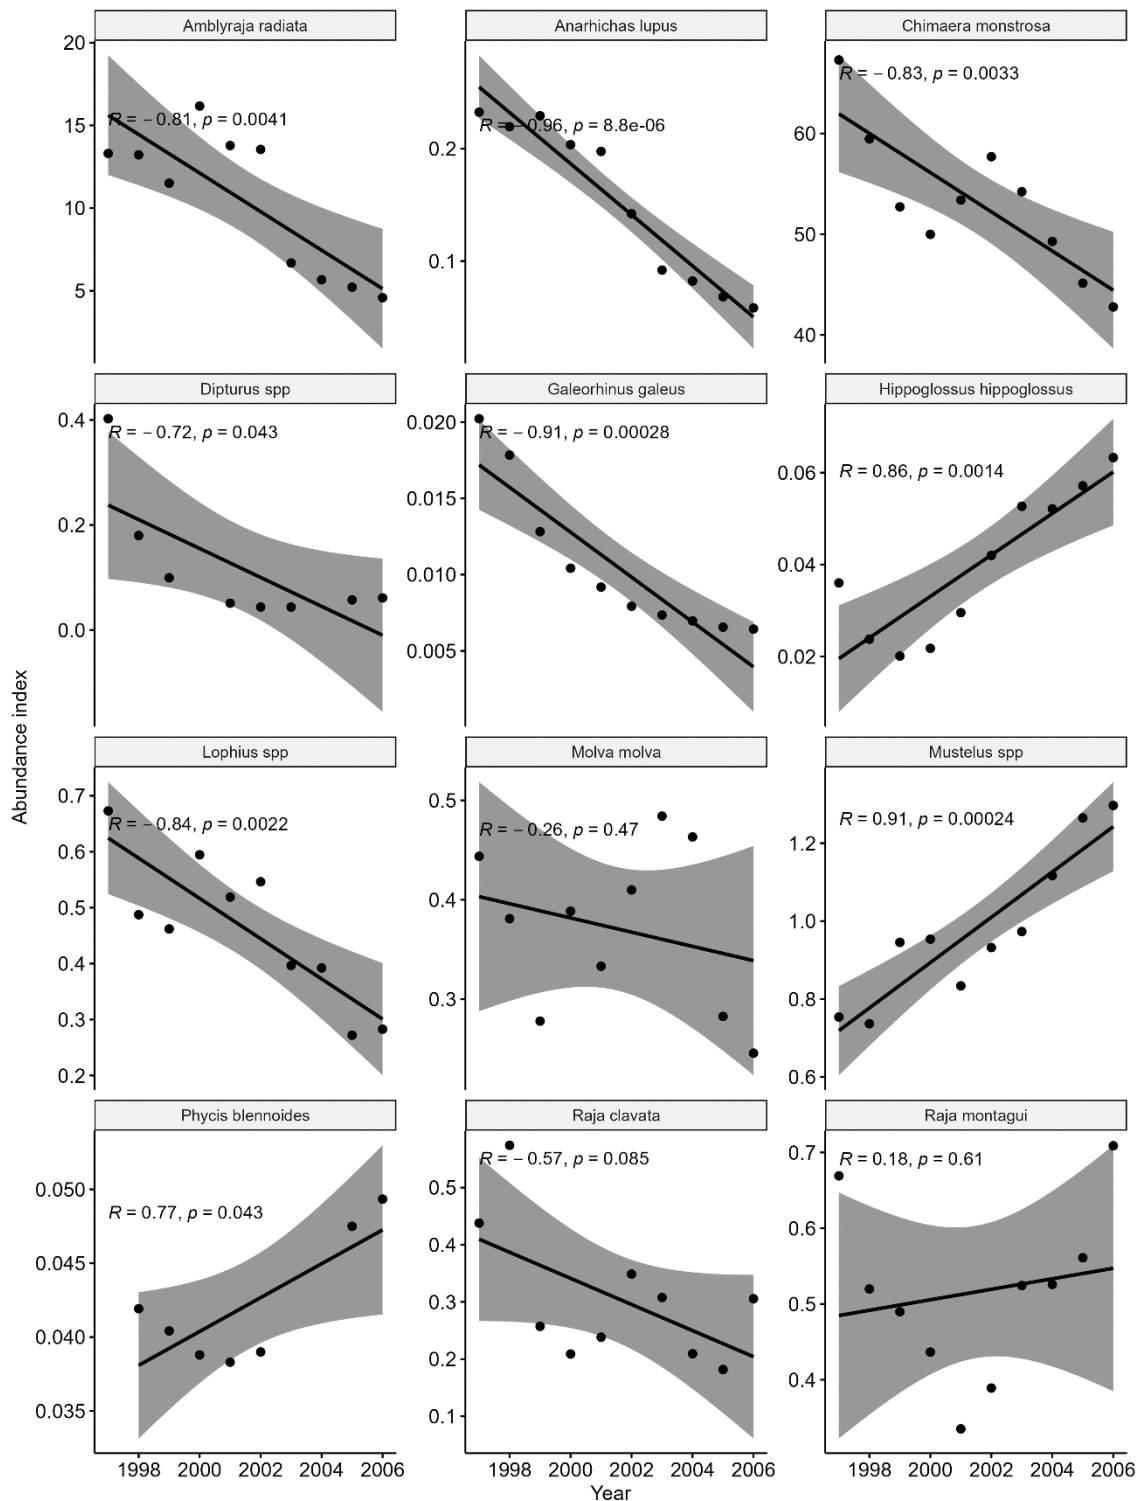 Amblyraja radiata
Anarhichas lupus
Chimaera monstrosa
20
15
10
5
R = − 0.81, p = 0.0041
0.2
0.1
R = − 0.96, p = 8.8e-06
60
50
40
R = − 0.83, p = 0.0033
Dipturus spp
Galeorhinus galeus
Hippoglossus hippoglossus
0.4
0.2
0.0
R = − 0.72, p = 0.043
0.020
0.015
0.010
0.005
R = − 0.91, p = 0.00028
0.06
0.04
0.02
R = 0.86, p = 0.0014
Abundance index
Lophius spp
Molva molva
Mustelus spp
0.7
0.6
0.5
0.4
0.3
0.2
R = − 0.84, p = 0.0022
0.5
0.4
0.3
R = − 0.26, p = 0.47
1.2
1.0
0.8
0.6
R = 0.91, p = 0.00024
Phycis blennoides
Raja clavata
Raja montagui
0.050
0.045
0.040
0.035
R = 0.77, p = 0.043
0.5
0.4
0.3
0.2
0.1
R = − 0.57, p = 0.085
0.7
0.6
0.5
0.4
R = 0.18, p = 0.61
1998 2000 2002 2004 2006
1998 2000 2002 2004 2006
1998 2000 2002 2004 2006
Year